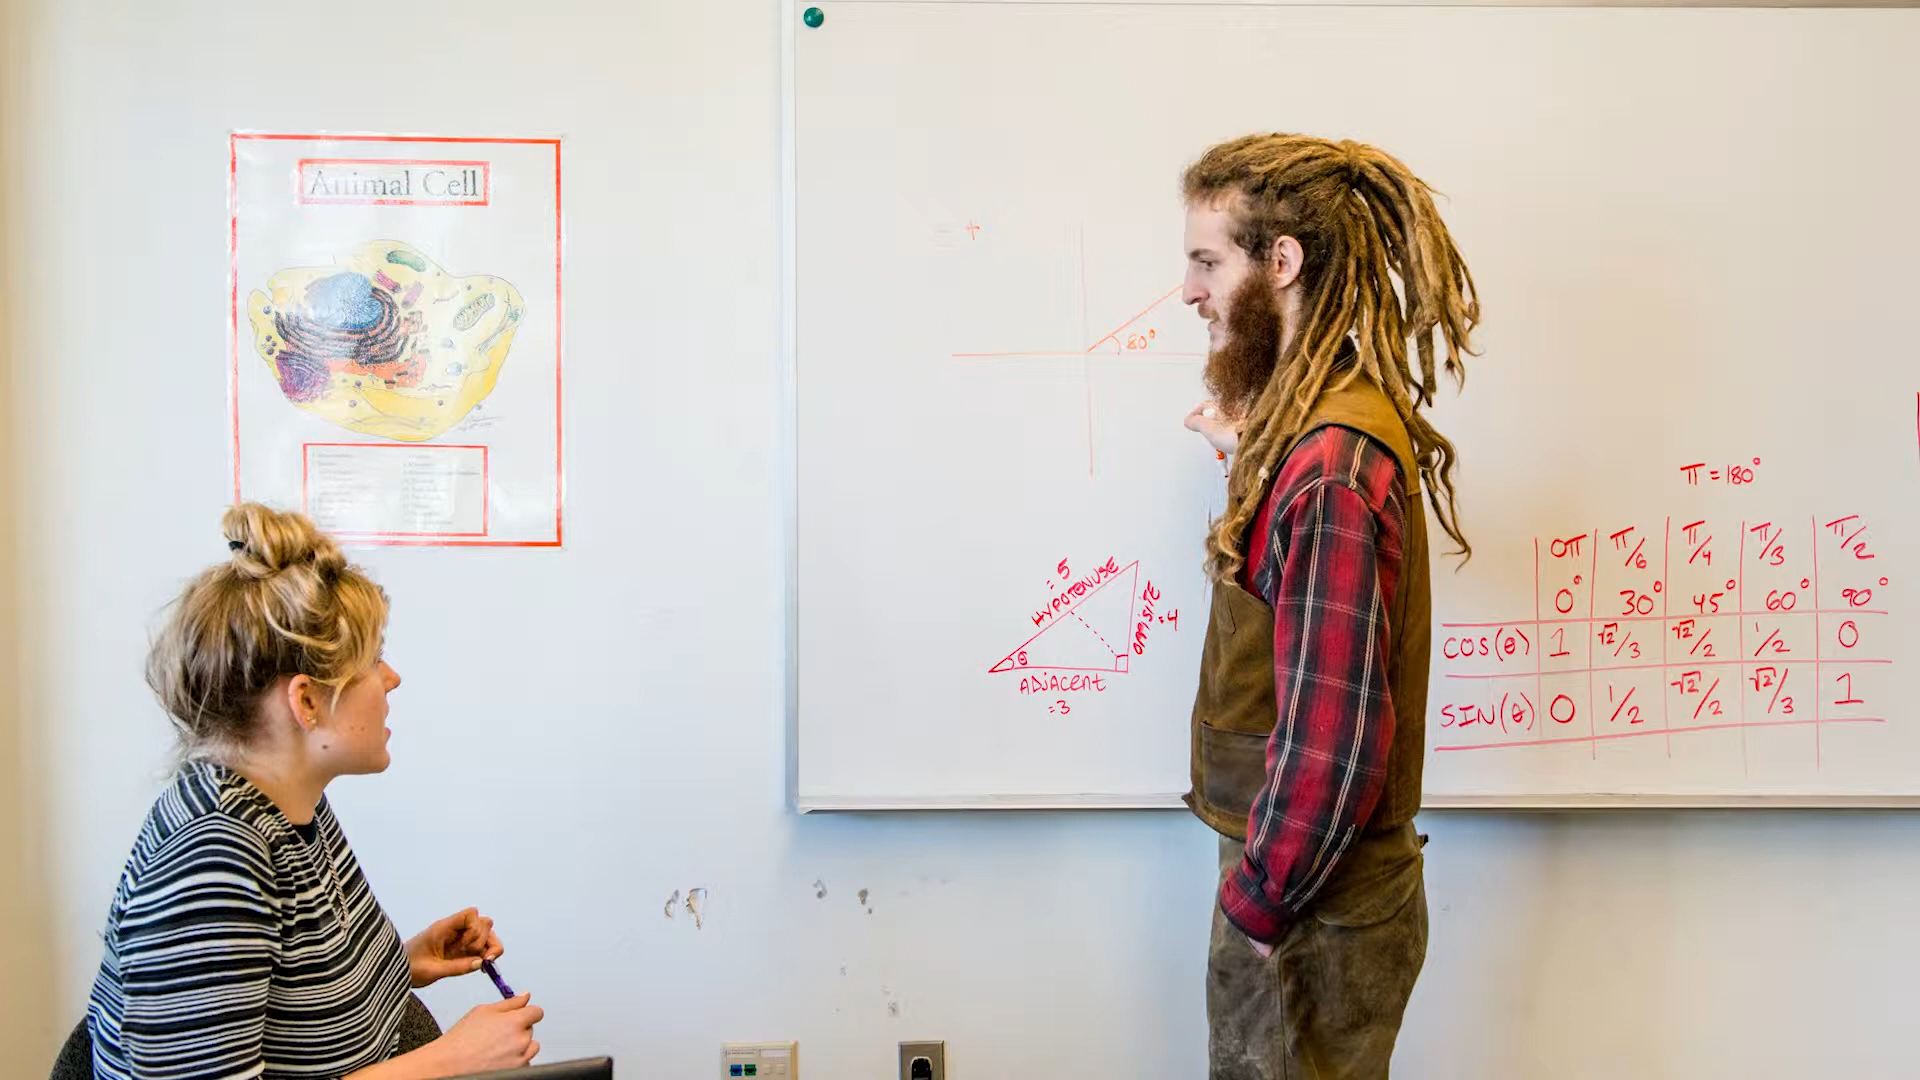 Animal Cell
+
80°
= 5
HYPOTENUSE
OPPOSITE
= 4
θ
ADJACENT
= 3
π = 180°
0π π/6 π/4 π/3 π/2
0° 30° 45° 60° 90°
COS(θ) 1 √2/3 √2/2 1/2 0
SIN(θ) 0 1/2 √2/2 √2/3 1